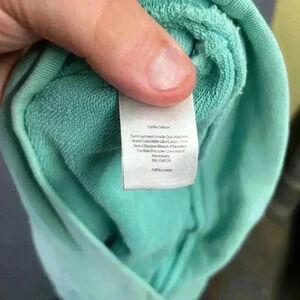 100% Cotton
Turn Garment Inside Out, Machine
Wash Cold With Like Colors
Non-Chlorine Bleach If Needed
Tumble Dry Low. Cool Iron If
Necessary
RN
100% cotton